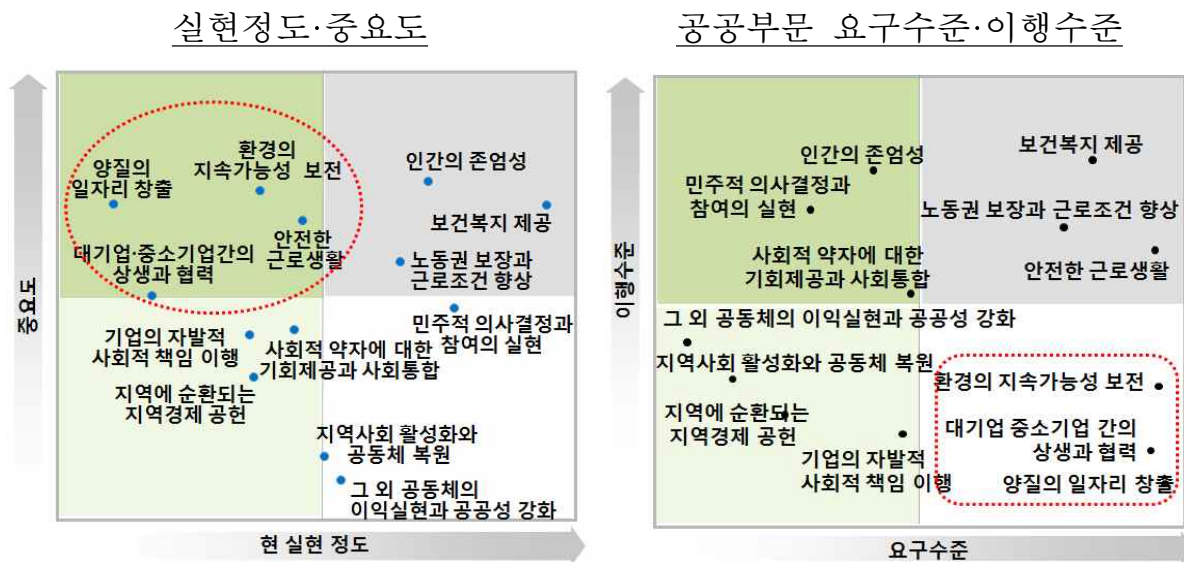 실현정도·중요도
공공부문 요구수준·이행수준
중요도
양질의
일자리 창출
환경의
지속가능성 보전
안전한
근로생활
대기업·중소기업간의
상생과 협력
인간의 존엄성
보건복지 제공
노동권 보장과
근로조건 향상
민주적 의사결정과
참여의 실현
기업의 자발적
사회적 책임 이행
사회적 약자에 대한
기회제공과 사회통합
지역에 순환되는
지역경제 공헌
지역사회 활성화와
공동체 복원
그 외 공동체의
이익실현과 공공성 강화
현 실현 정도
이행수준
인간의 존엄성
민주적 의사결정과
참여의 실현
사회적 약자에 대한
기회제공과 사회통합
보건복지 제공
노동권 보장과 근로조건 향상
안전한 근로생활
그 외 공동체의 이익실현과 공공성 강화
지역사회 활성화와 공동체 복원
지역에 순환되는
지역경제 공헌
기업의 자발적
사회적 책임 이행
환경의 지속가능성 보전
대기업 중소기업 간의
상생과 협력
양질의 일자리 창출
요구수준